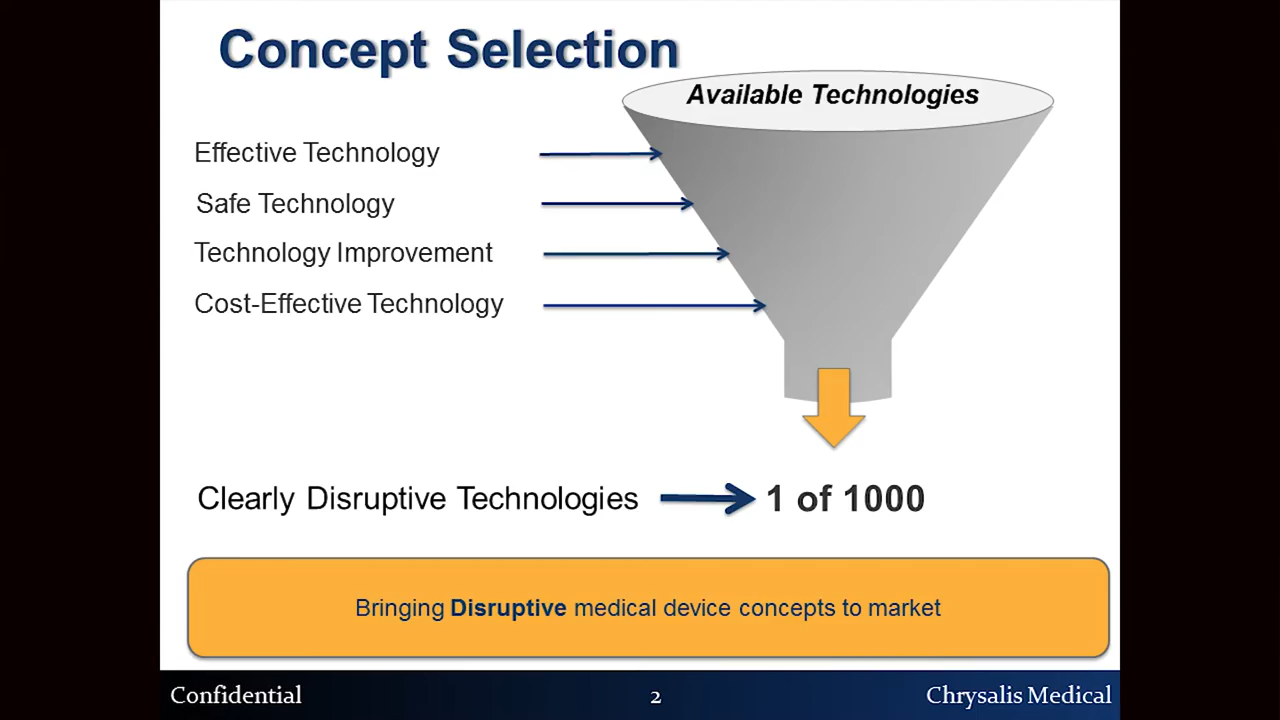 Concept Selection
Available Technologies
Effective Technology
Safe Technology
Technology Improvement
Cost-Effective Technology
Clearly Disruptive Technologies
1 of 1000
Bringing Disruptive medical device concepts to market
Confidential
2
Chrysalis Medical